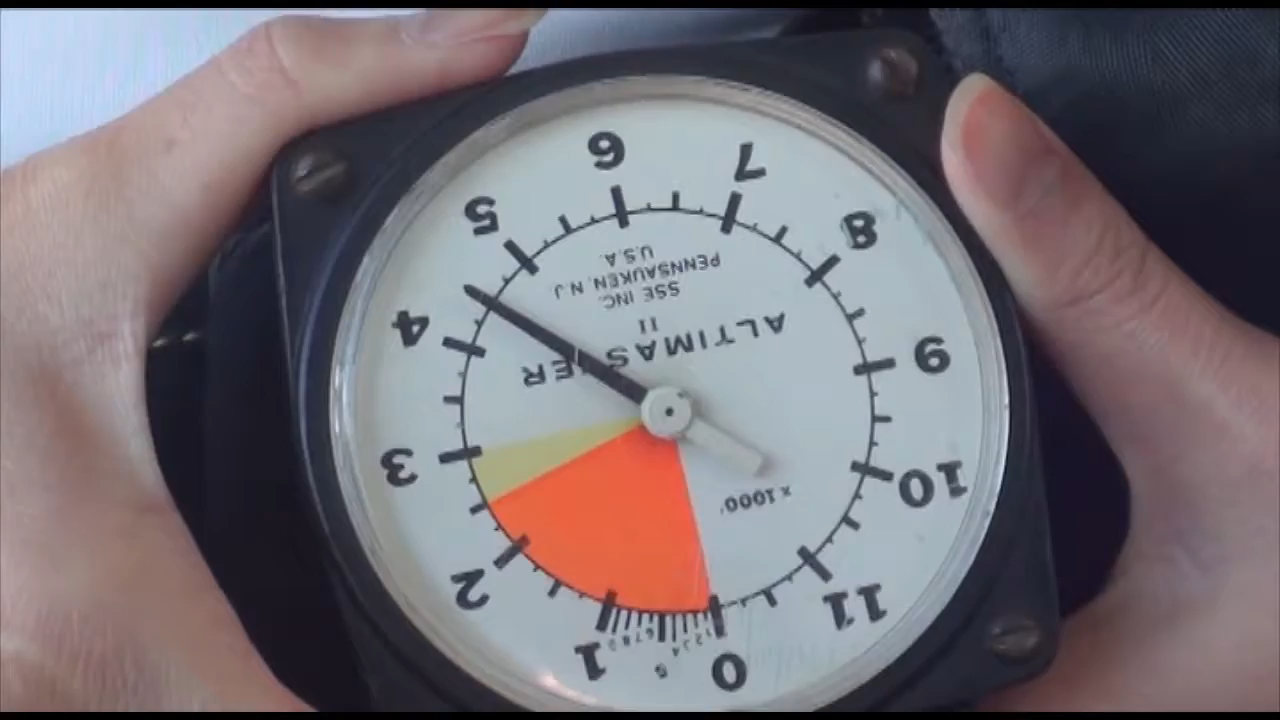 0
1
2
3
4
5
6
7
8
9
10
11
x 1000'
ALTIMASTER
II
SSE INC.
PENNSAUKEN, N.J.
U.S.A.